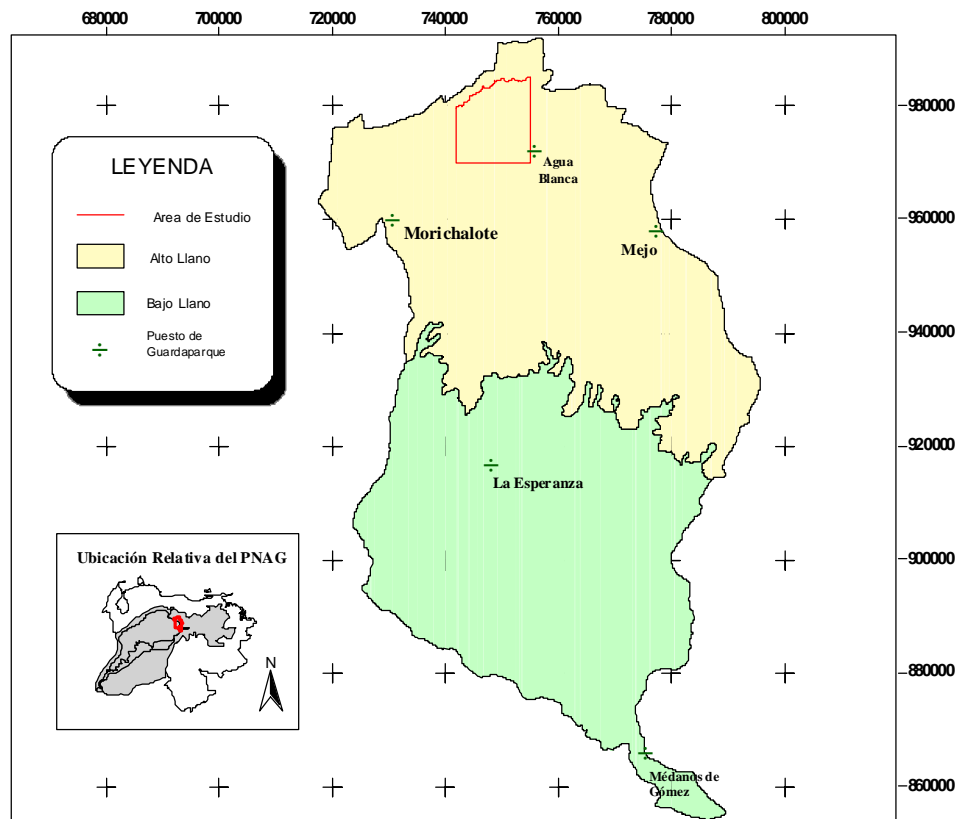 680000 700000 720000 740000 760000 780000 800000
980000
960000
940000
920000
900000
880000
860000
LEYENDA
Area de Estudio
Alto Llano
Bajo Llano
Puesto de
Guardaparque
Agua
Blanca
Morichalote
Mejo
La Esperanza
Médanos de
Gómez
Ubicación Relativa del PNAG
N